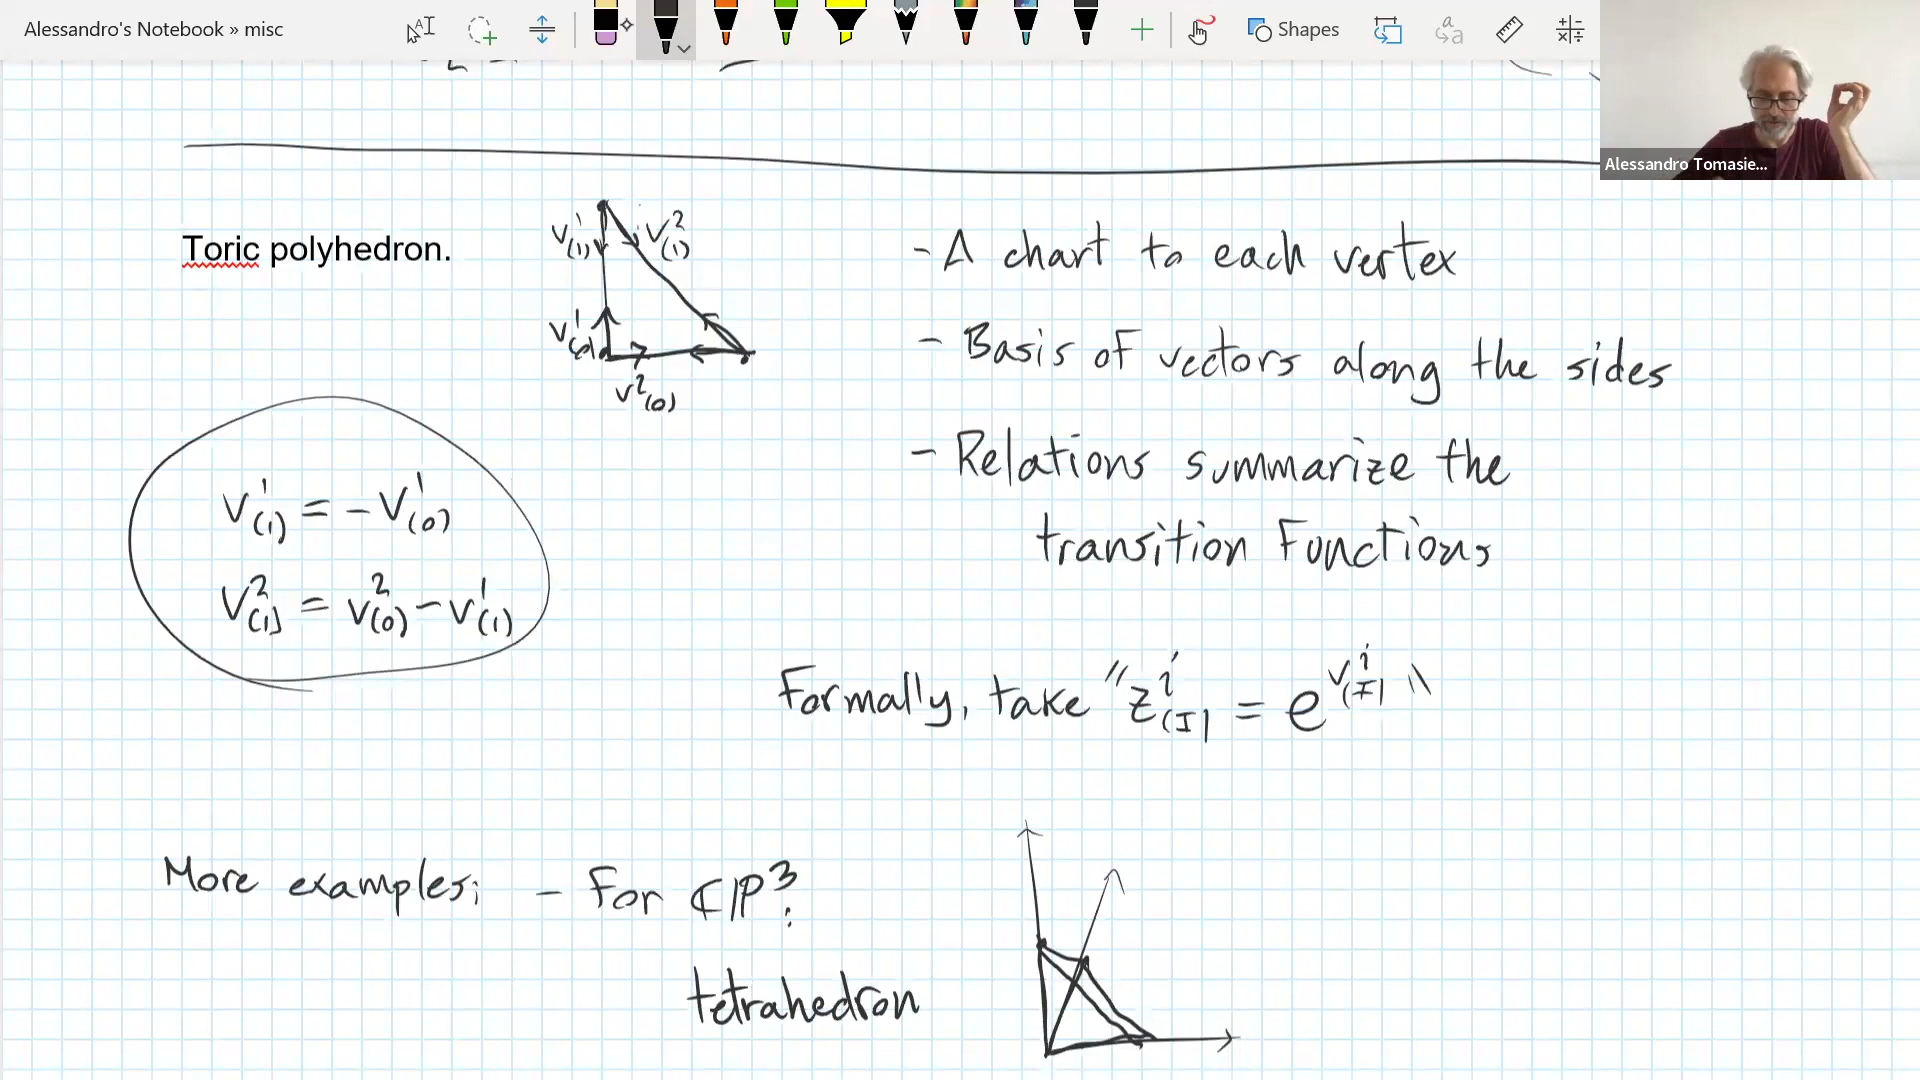 Alessandro's Notebook » misc
Shapes
Alessandro Tomasie...
Toric polyhedron.
v¹₍₁₎ v²₍₁₎
v¹₍₀₎
v²₍₀₎
- A chart to each vertex
- Basis of vectors along the sides
- Relations summarize the
transition functions
v¹₍₁₎ = - v¹₍₀₎
v²₍₁₎ = v²₍₀₎ - v¹₍₁₎
Formally, take "z^i_(I) = e^{v^i_(I)}"
More examples; - For ℂℙ³:
tetrahedron